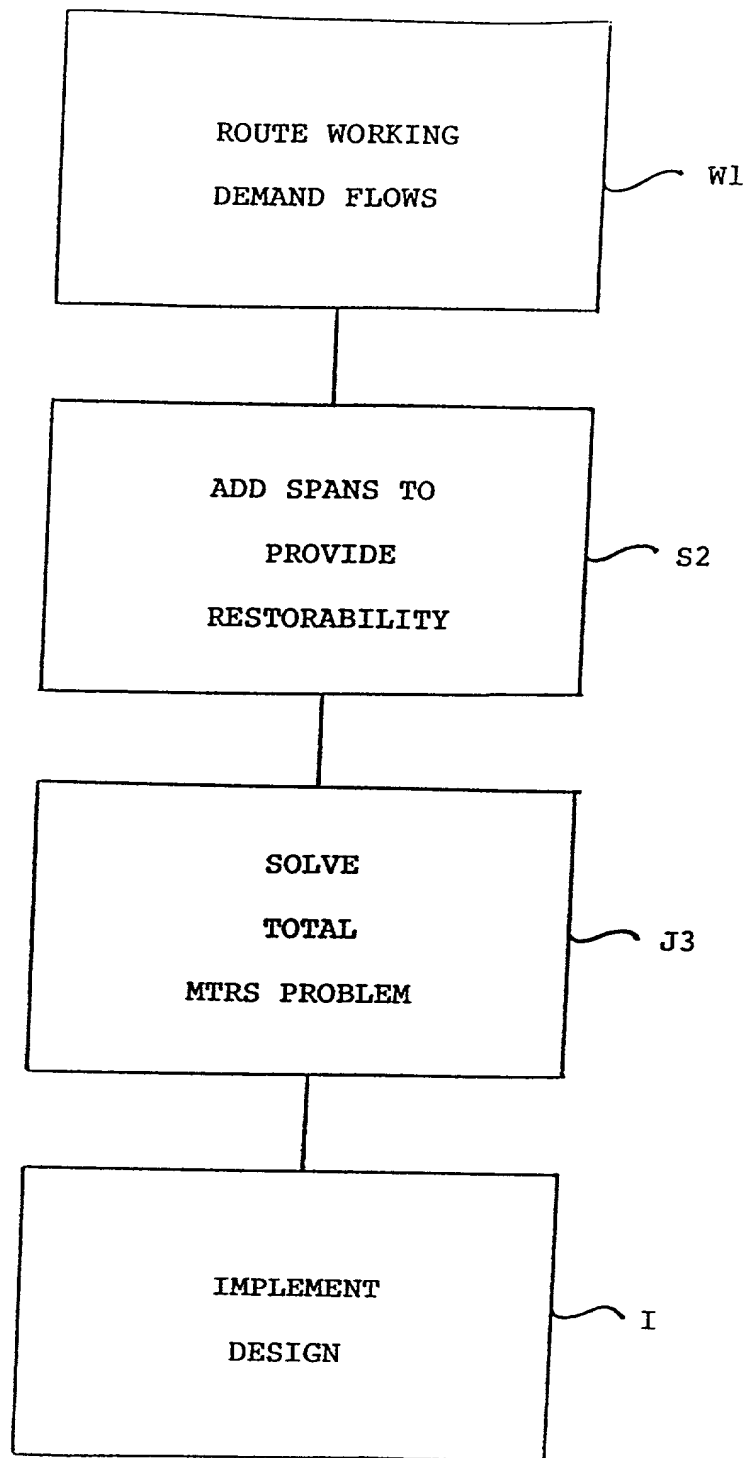 ROUTE WORKING
DEMAND FLOWS
W1
ADD SPANS TO
PROVIDE
RESTORABILITY
S2
SOLVE
TOTAL
MTRS PROBLEM
J3
IMPLEMENT
DESIGN
I